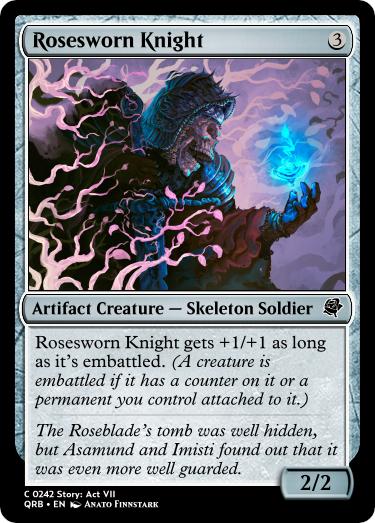 Rosesworn Knight 3
Artifact Creature — Skeleton Soldier
Rosesworn Knight gets +1/+1 as long
as it's embattled. (A creature is
embattled if it has a counter on it or a
permanent you control attached to it.)
The Roseblade's tomb was well hidden,
but Asamund and Imisti found out that it
was even more well guarded.
2/2
C 0242 Story: Act VII
QRB • EN Anato Finnstark